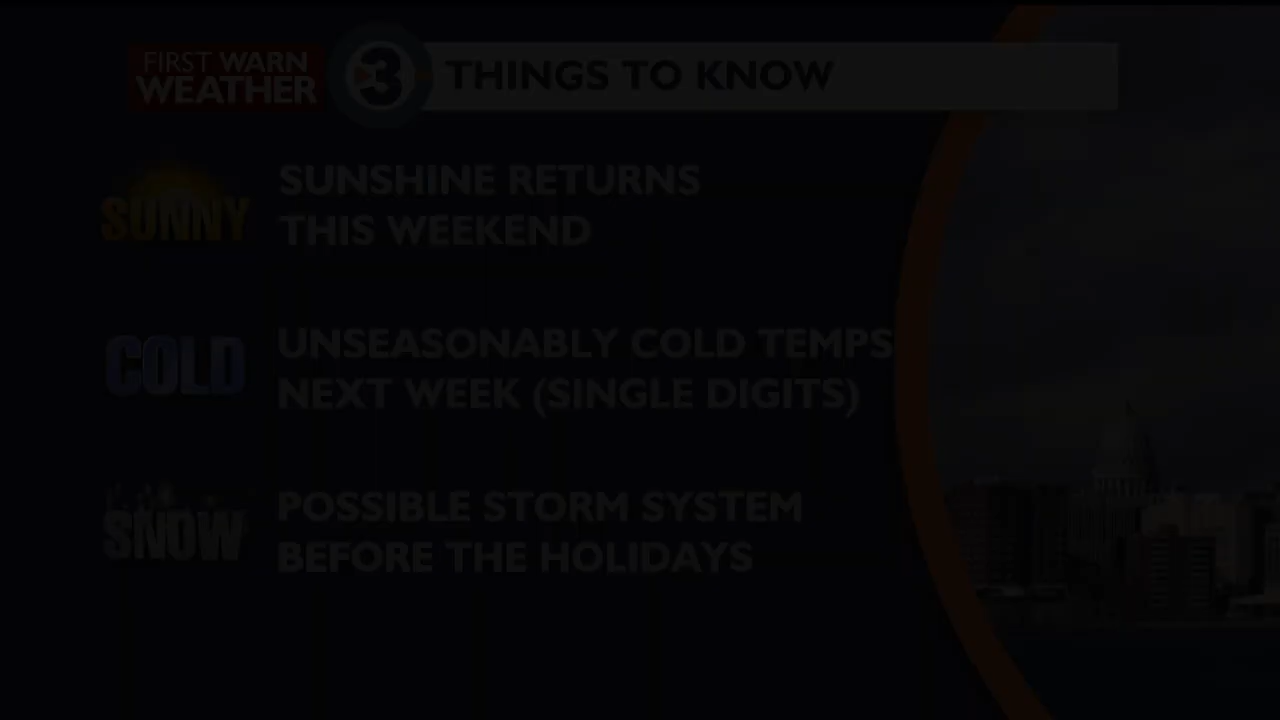 FIRST WARN
WEATHER
3 THINGS TO KNOW
SUNNY
SUNSHINE RETURNS
THIS WEEKEND
COLD
UNSEASONABLY COLD TEMPS
NEXT WEEK (SINGLE DIGITS)
SNOW
POSSIBLE STORM SYSTEM
BEFORE THE HOLIDAYS